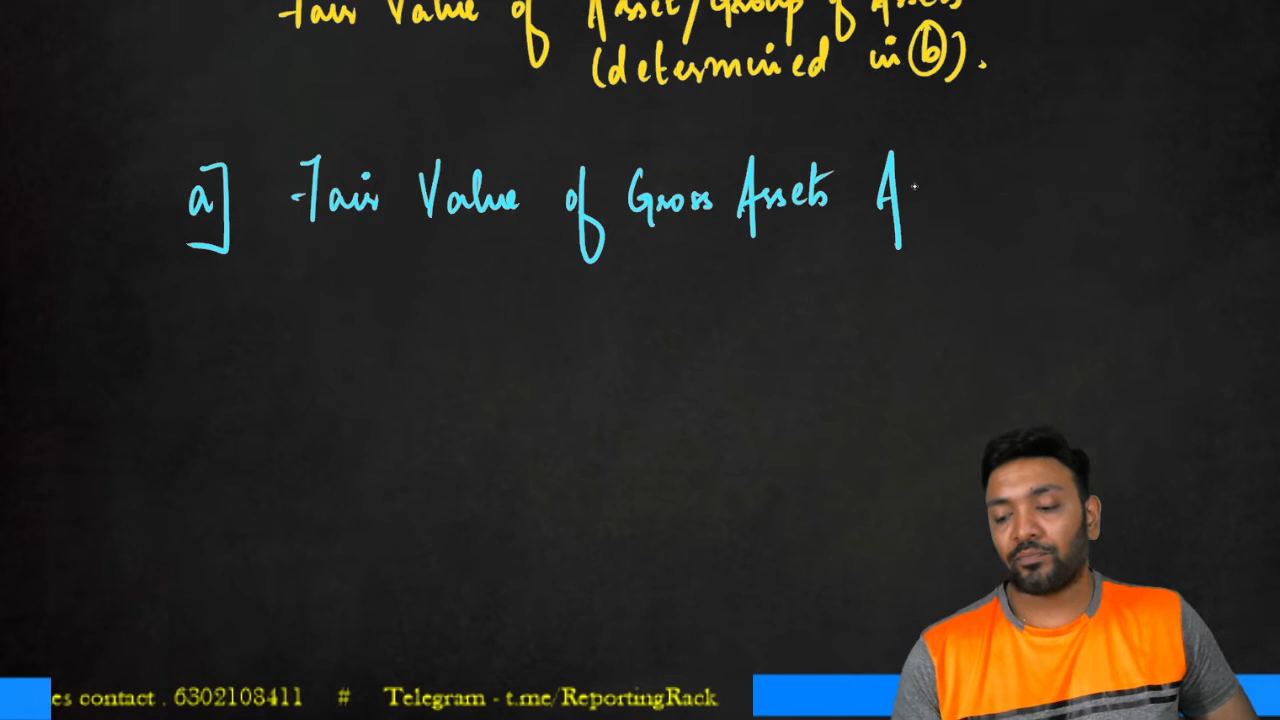 Fair Value of Asset/Group of Assets
(determined in (b)).
a] Fair Value of Gross Assets A
es contact . 6302108411 # Telegram - t.me/ReportingRack